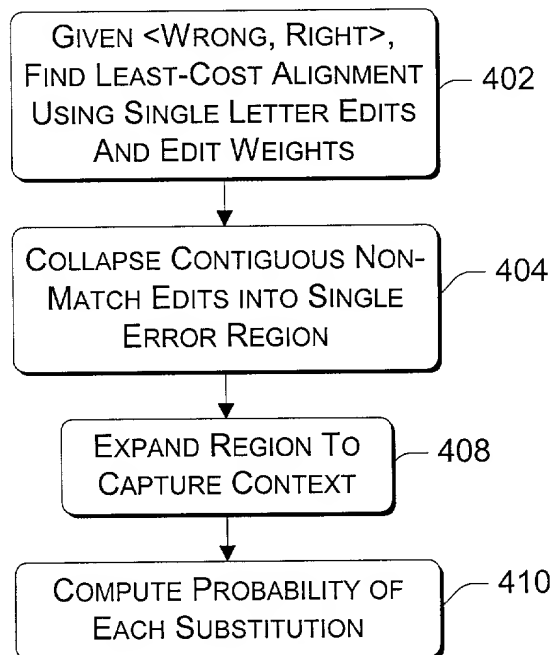 GIVEN <WRONG, RIGHT>,
FIND LEAST-COST ALIGNMENT
USING SINGLE LETTER EDITS
AND EDIT WEIGHTS
402
COLLAPSE CONTIGUOUS NON-
MATCH EDITS INTO SINGLE
ERROR REGION
404
EXPAND REGION TO
CAPTURE CONTEXT
408
COMPUTE PROBABILITY OF
EACH SUBSTITUTION
410